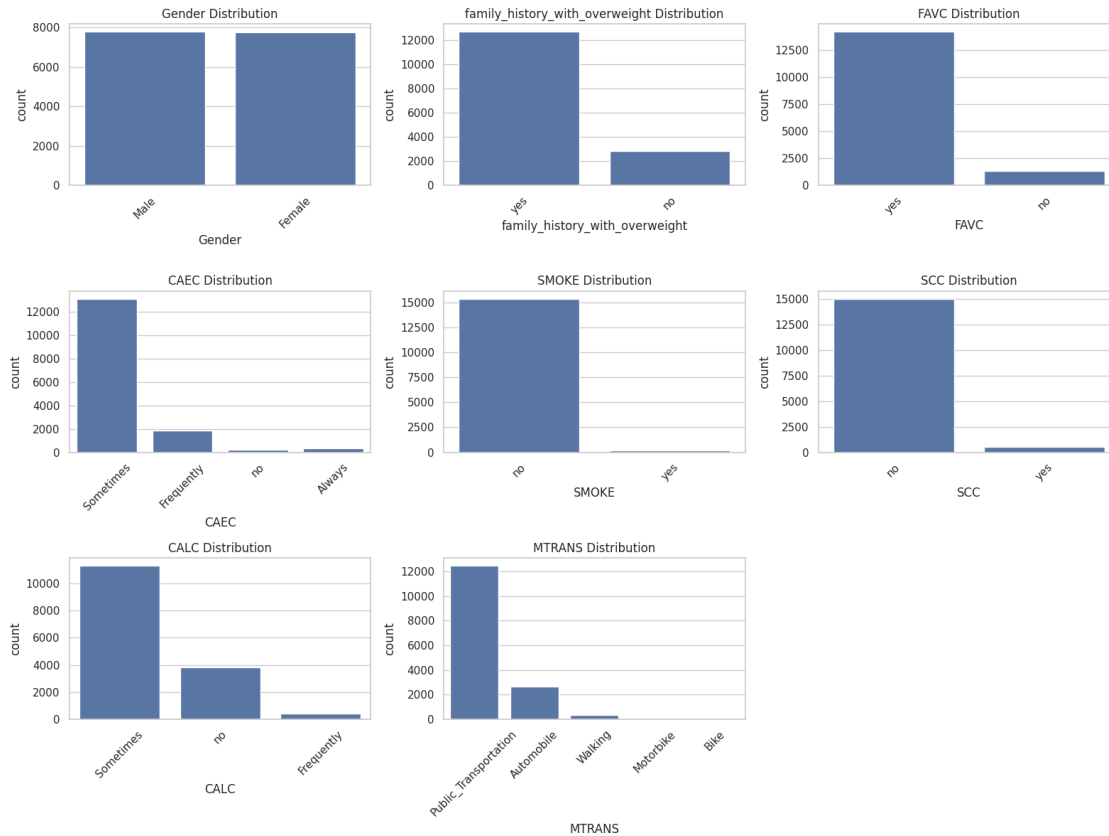 Gender Distribution
count
8000
6000
4000
2000
0
Male
Female
Gender
family_history_with_overweight Distribution
count
12000
10000
8000
6000
4000
2000
0
yes
no
family_history_with_overweight
FAVC Distribution
count
12500
10000
7500
5000
2500
0
yes
no
FAVC
CAEC Distribution
count
12000
10000
8000
6000
4000
2000
0
Sometimes
Frequently
no
Always
CAEC
SMOKE Distribution
count
15000
12500
10000
7500
5000
2500
0
no
yes
SMOKE
SCC Distribution
count
15000
12500
10000
7500
5000
2500
0
no
yes
SCC
CALC Distribution
count
10000
8000
6000
4000
2000
0
Sometimes
no
Frequently
CALC
MTRANS Distribution
count
12000
10000
8000
6000
4000
2000
0
Public_Transportation
Automobile
Walking
Motorbike
Bike
MTRANS